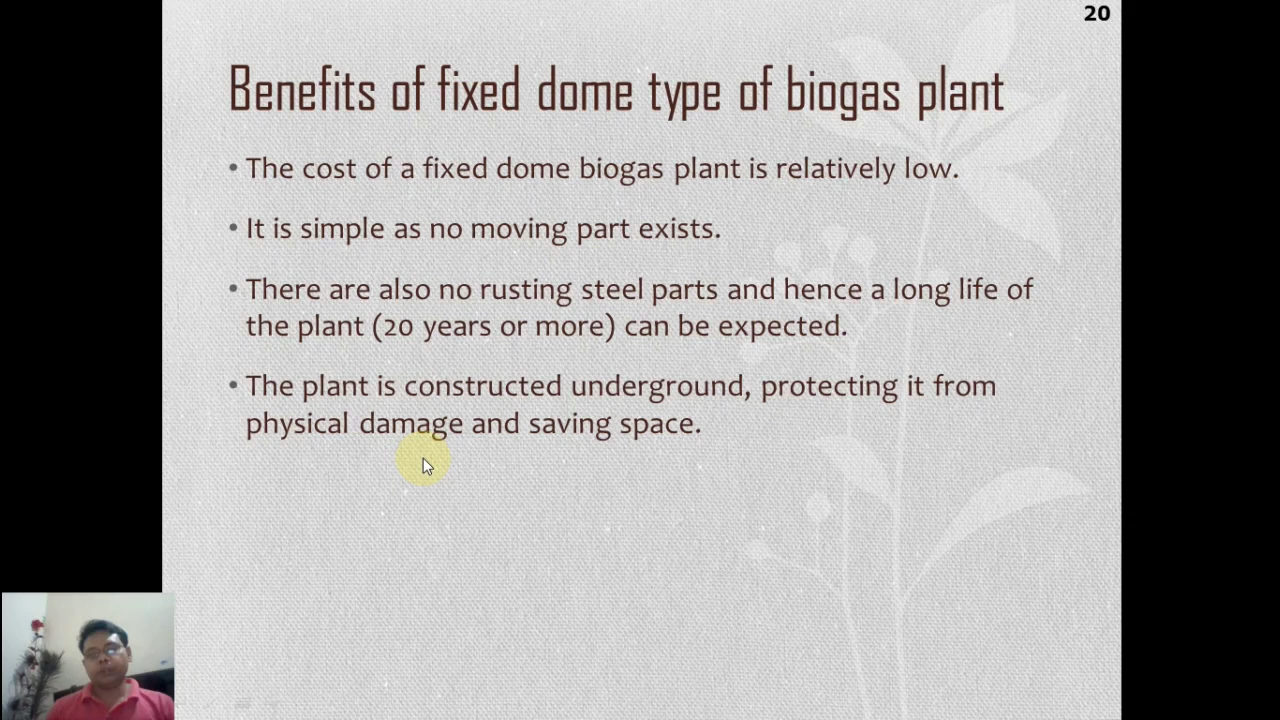 20
Benefits of fixed dome type of biogas plant
• The cost of a fixed dome biogas plant is relatively low.
• It is simple as no moving part exists.
• There are also no rusting steel parts and hence a long life of
the plant (20 years or more) can be expected.
• The plant is constructed underground, protecting it from
physical damage and saving space.